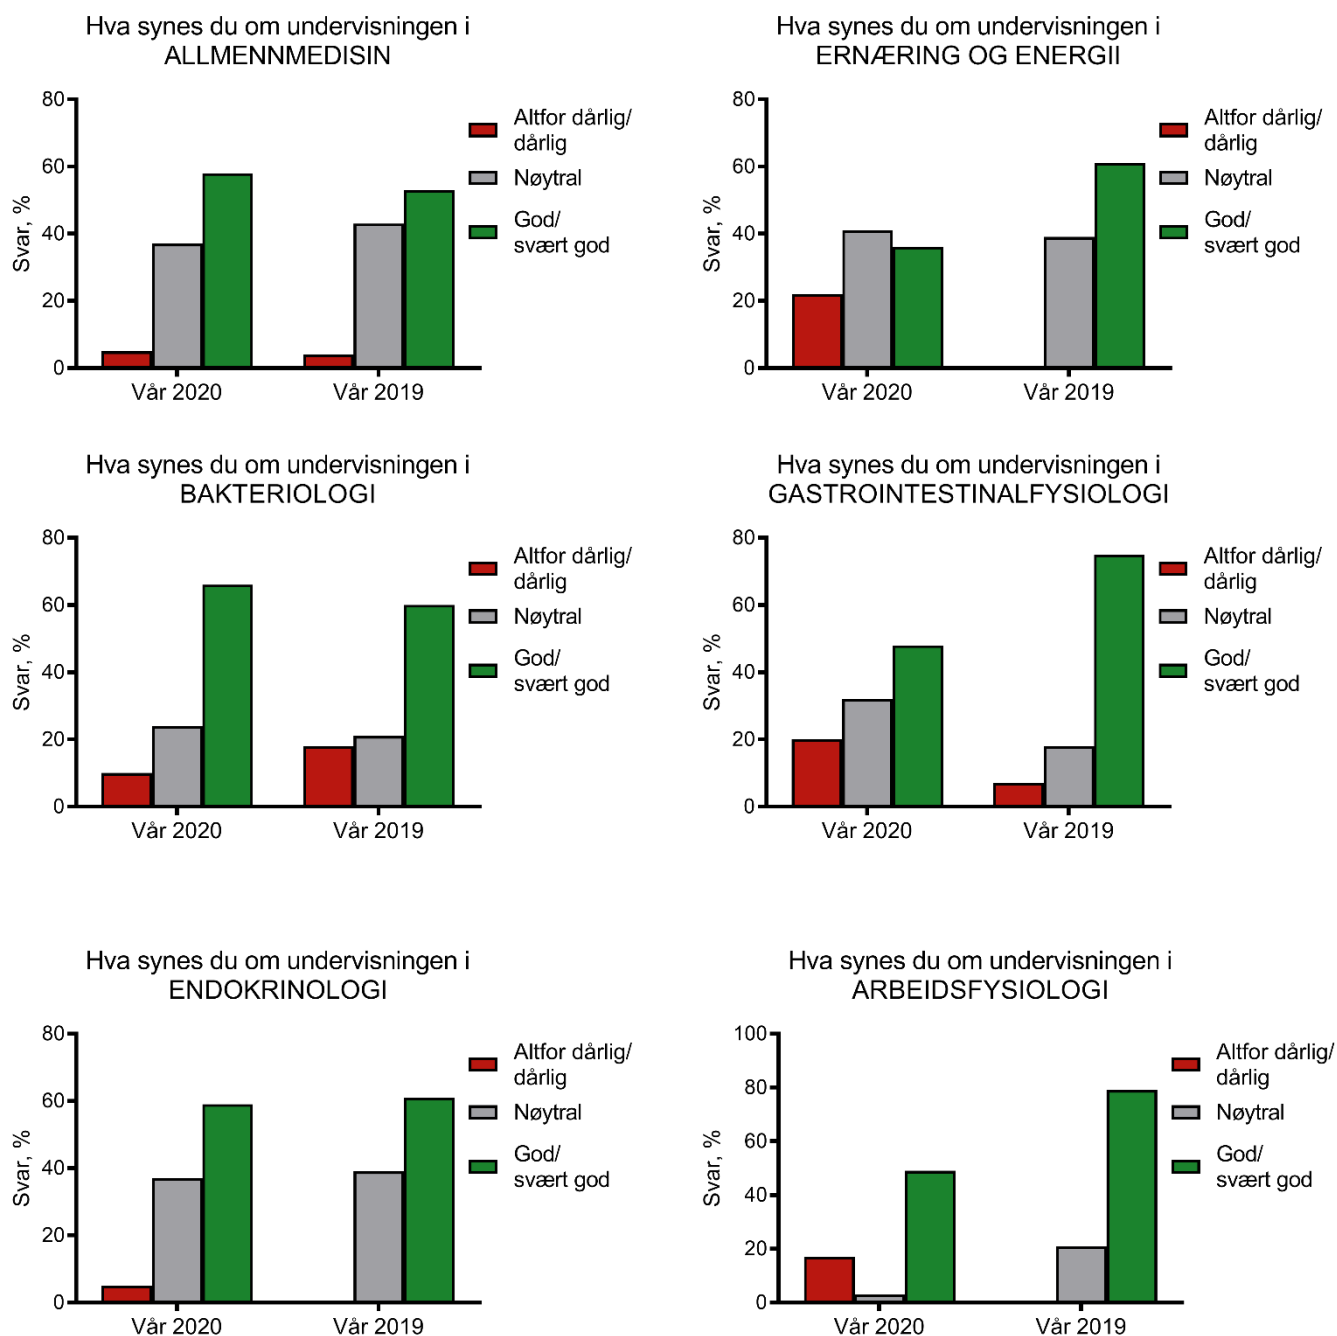 Hva synes du om undervisningen i
ALLMENNMEDISIN
80
60
40
20
0
Svar, %
Vår 2020
Vår 2019
Altfor dårlig/
dårlig
Nøytral
God/
svært god
Hva synes du om undervisningen i
ERNÆRING OG ENERGII
80
60
40
20
0
Svar, %
Vår 2020
Vår 2019
Altfor dårlig/
dårlig
Nøytral
God/
svært god
Hva synes du om undervisningen i
BAKTERIOLOGI
80
60
40
20
0
Svar, %
Vår 2020
Vår 2019
Altfor dårlig/
dårlig
Nøytral
God/
svært god
Hva synes du om undervisningen i
GASTROINTESTINALFYSIOLOGI
80
60
40
20
0
Svar, %
Vår 2020
Vår 2019
Altfor dårlig/
dårlig
Nøytral
God/
svært god
Hva synes du om undervisningen i
ENDOKRINOLOGI
80
60
40
20
0
Svar, %
Vår 2020
Vår 2019
Altfor dårlig/
dårlig
Nøytral
God/
svært god
Hva synes du om undervisningen i
ARBEIDSFYSIOLOGI
100
80
60
40
20
0
Svar, %
Vår 2020
Vår 2019
Altfor dårlig/
dårlig
Nøytral
God/
svært god